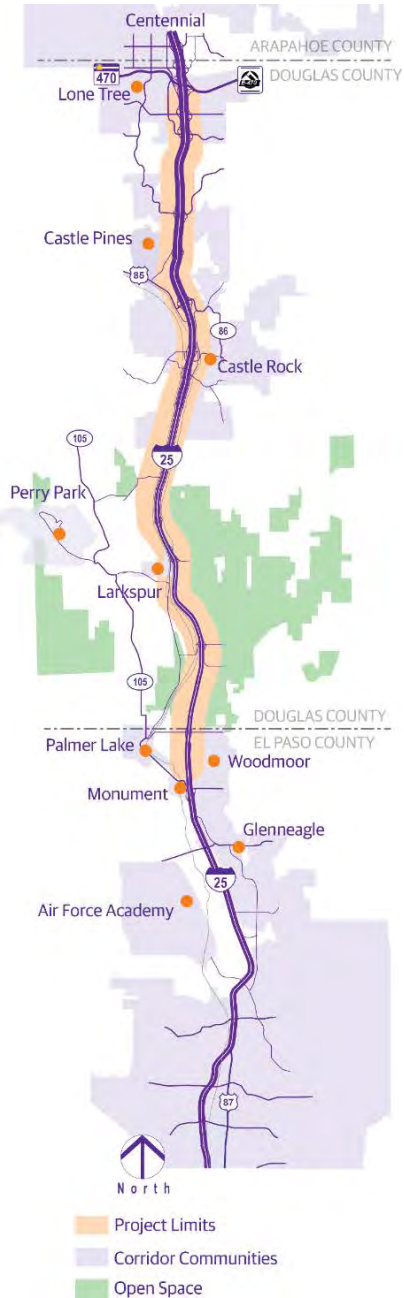 Centennial
ARAPAHOE COUNTY
DOUGLAS COUNTY
470
Lone Tree
Castle Pines
85
86
Castle Rock
105
25
Perry Park
Larkspur
105
DOUGLAS COUNTY
EL PASO COUNTY
Palmer Lake
Woodmoor
Monument
Glenneagle
25
Air Force Academy
87
North
Project Limits
Corridor Communities
Open Space